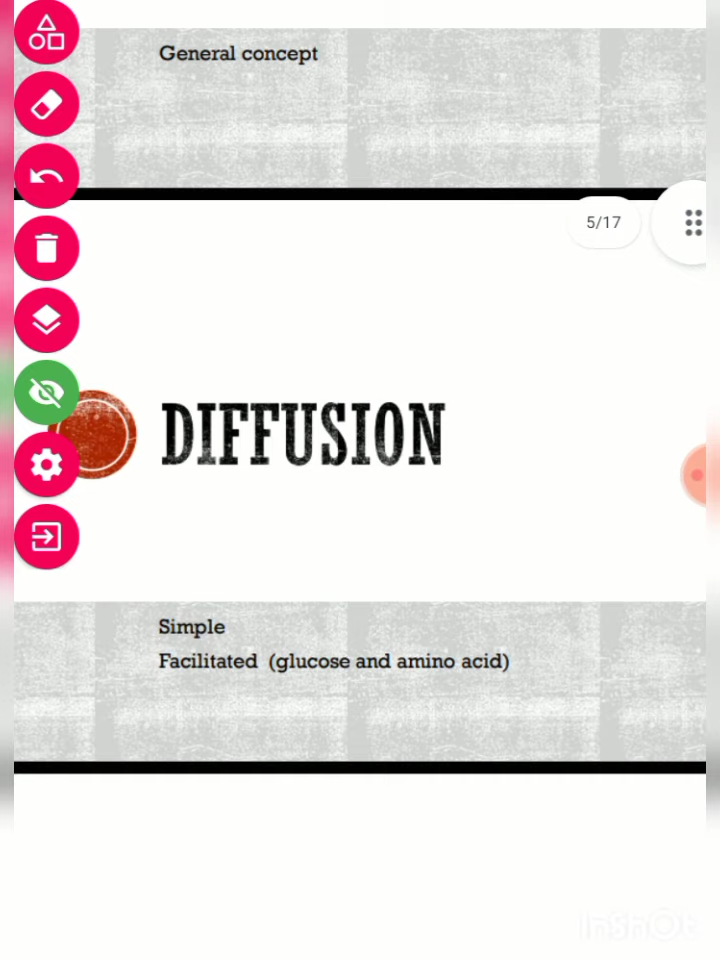 General concept
5/17
DIFFUSION
Simple
Facilitated (glucose and amino acid)
InShOt